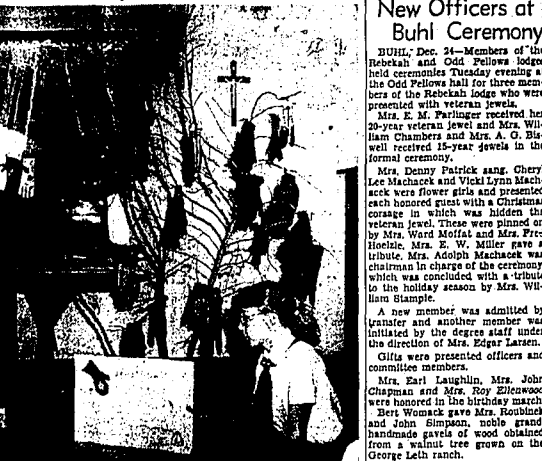 New Officers at
Buhl Ceremony
BUHL, Dec. 24—Members of the
Rebekah and Odd Fellows lodge
held ceremonies Tuesday evening a
the Odd Fellows hall for three mem-
bers of the Rebekah lodge who were
presented with veteran jewels.
Mrs. E. M. Farlinger received her
20-year veteran jewel and Mrs. Wil-
liam Chambers and Mrs. A. G. Bis-
well received 15-year jewels in the
formal ceremony.
Mrs. Denny Patrick sang. Chery
Lee Machacek and Vicki Lynn Mach-
acek were flower girls and presented
each honored guest with a Christmas
corsage in which was hidden the
veteran jewel. These were pinned on
by Mrs. Ward Moffat and Mrs. Fre
Hoelzle. Mrs. E. W. Miller gave a
tribute. Mrs. Adolph Machacek was
chairman in charge of the ceremony
which was concluded with a tribute
to the holiday season by Mrs. Wil-
liam Stample.
A new member was admitted by
transfer and another member was
initiated by the degree staff under
the direction of Mrs. Edgar Larsen.
Gifts were presented officers and
committee members.
Mrs. Earl Laughlin, Mrs. John
Chapman and Mrs. Roy Ellenwood
were honored in the birthday march.
Bert Womack gave Mrs. Roubinek
and John Simpson, noble grand
handmade gavels of wood obtained
from a walnut tree grown on the
George Leth ranch.